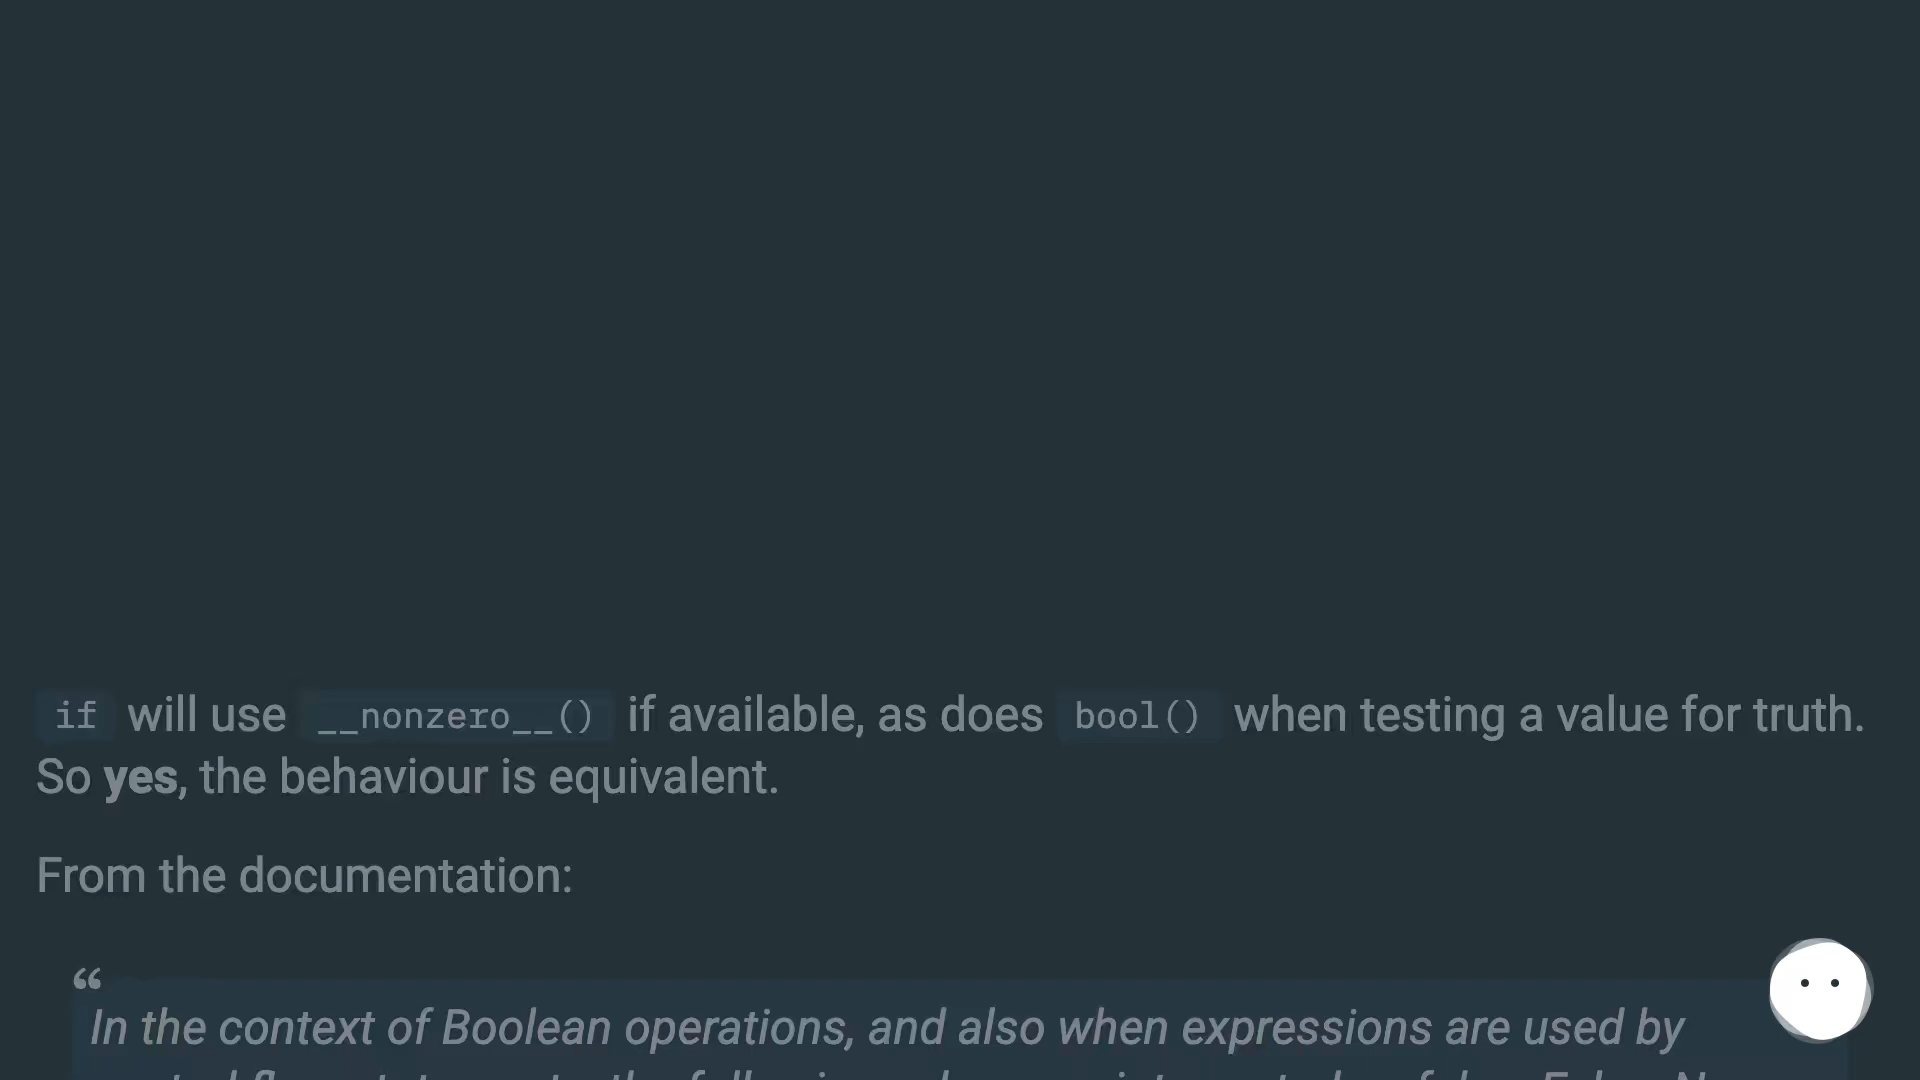 if will use __nonzero__() if available, as does bool() when testing a value for truth.
So yes, the behaviour is equivalent.
From the documentation:
“
In the context of Boolean operations, and also when expressions are used by